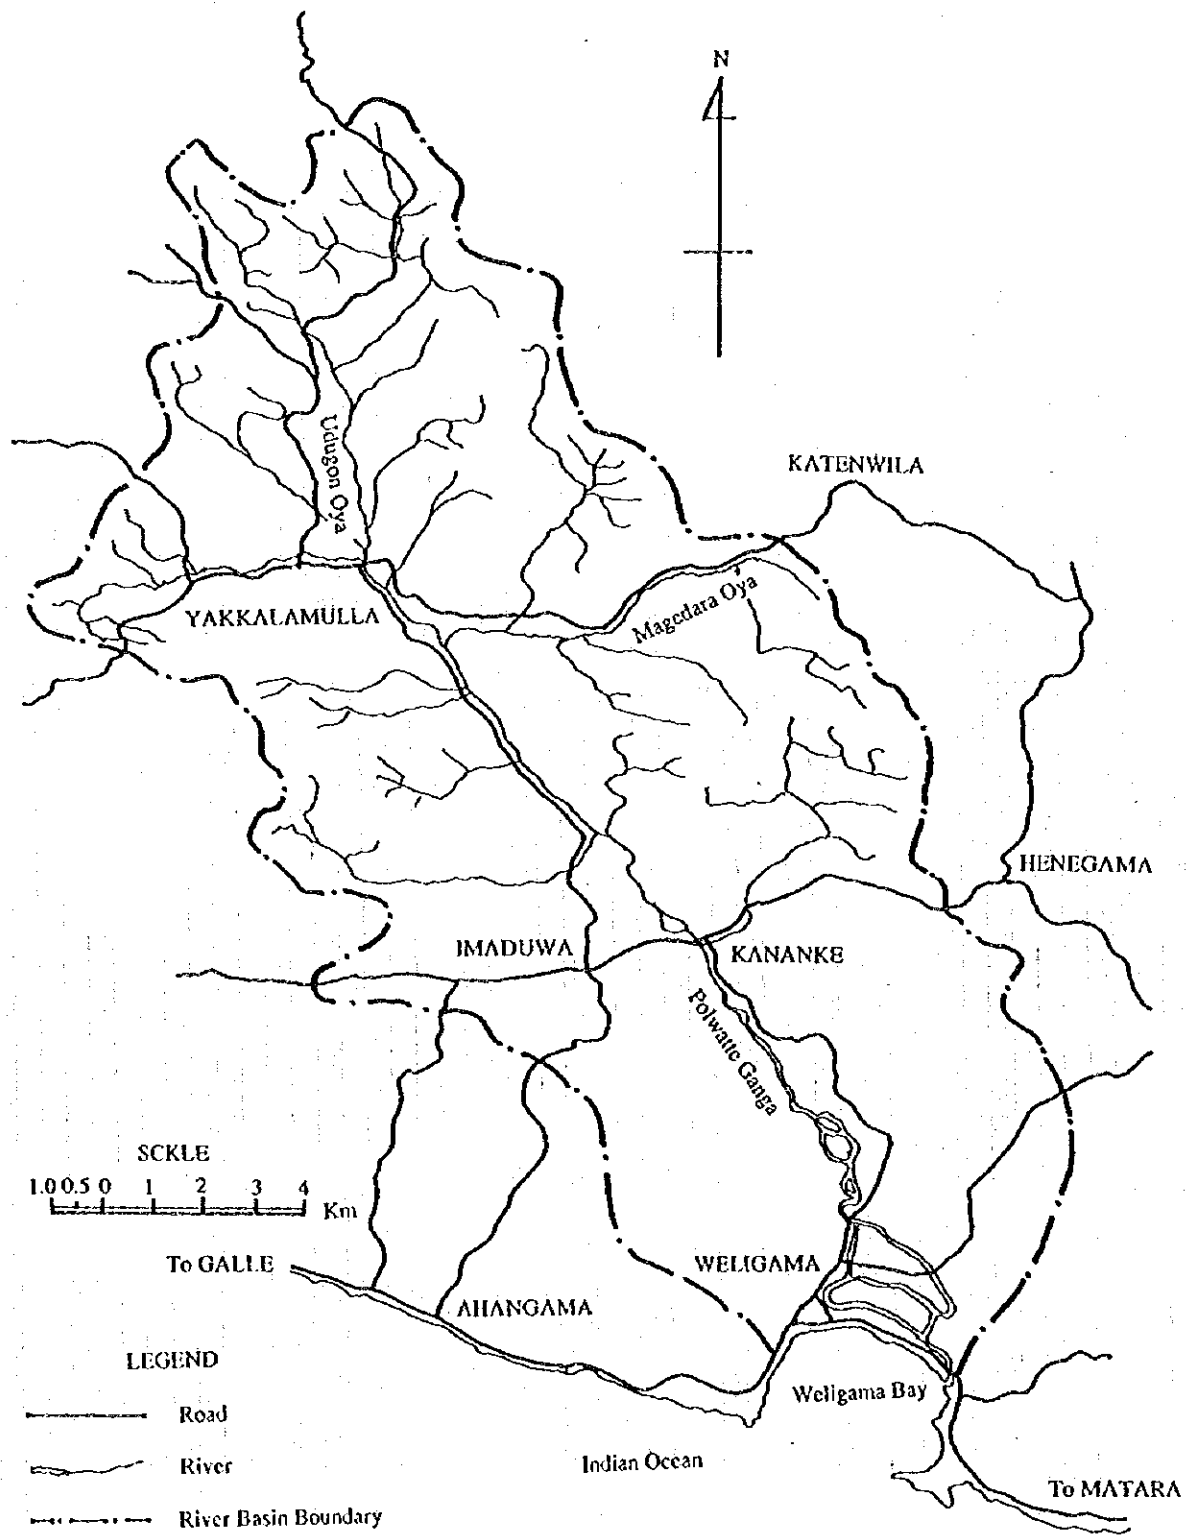 N
KATENWILA
Udugon Oya
YAKKALAMULLA
Magedara Oya
HENEGAMA
IMADUWA
KANANKE
Polwatte Ganga
SCKLE
1.0 0.5 0 1 2 3 4 Km
To GALLE
WELIGAMA
AHANGAMA
LEGEND
Weligama Bay
Road
Indian Ocean
River
To MATARA
River Basin Boundary